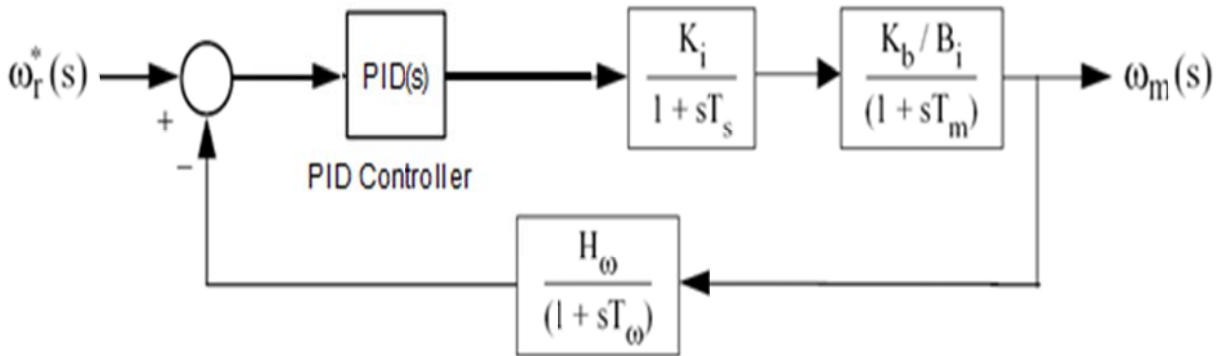 ω*r(s)
+
−
PID(s)
PID Controller
Ki
1 + sTs
Kb / Bi
(1 + sTm)
ωm(s)
Hω
(1 + sTω)